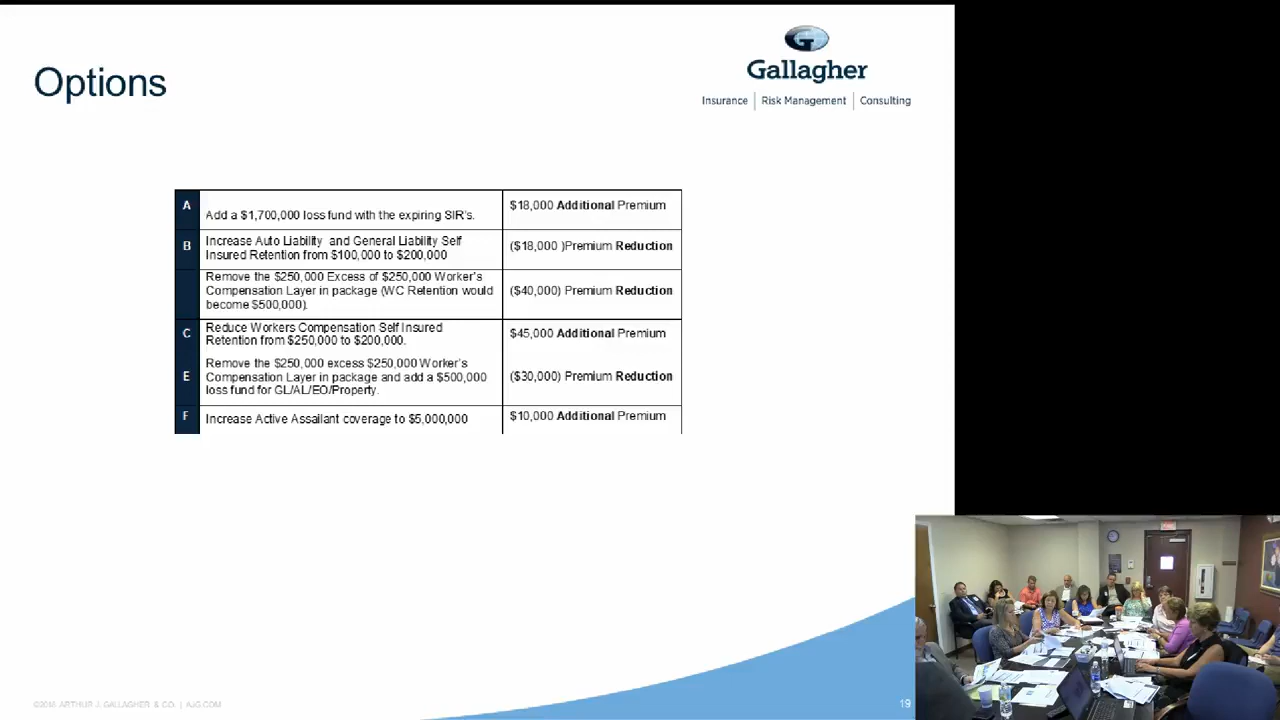 Options
Gallagher
Insurance | Risk Management | Consulting
A
Add a $1,700,000 loss fund with the expiring SIR's.
$18,000 Additional Premium
B
Increase Auto Liability and General Liability Self
Insured Retention from $100,000 to $200,000
($18,000 )Premium Reduction
Remove the $250,000 Excess of $250,000 Worker's
Compensation Layer in package (WC Retention would
become $500,000).
($40,000) Premium Reduction
C
Reduce Workers Compensation Self Insured
Retention from $250,000 to $200,000.
$45,000 Additional Premium
E
Remove the $250,000 excess $250,000 Worker's
Compensation Layer in package and add a $500,000
loss fund for GL/AL/EO/Property.
($30,000) Premium Reduction
F
Increase Active Assailant coverage to $5,000,000
$10,000 Additional Premium
ARTHUR J. GALLAGHER & CO. | AJG.COM
19